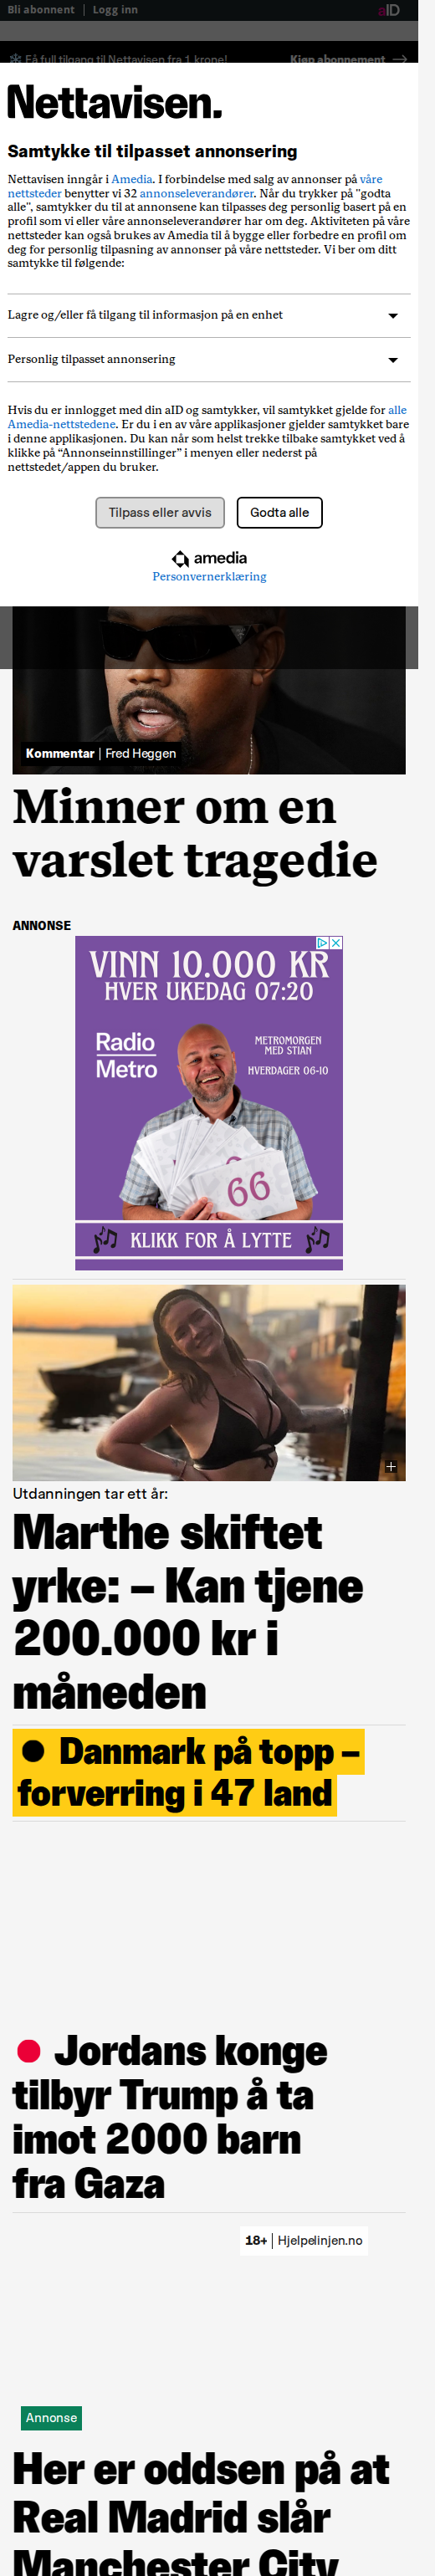 Bli abonnent | Logg inn
aID
Få full tilgang til Nettavisen fra 1 krone!
Kjøp abonnement →
Nettavisen.
Samtykke til tilpasset annonsering
Nettavisen inngår i Amedia. I forbindelse med salg av annonser på våre
nettsteder benytter vi 32 annonseleverandører. Når du trykker på "godta
alle", samtykker du til at annonsene kan tilpasses deg personlig basert på en
profil som vi eller våre annonseleverandører har om deg. Aktiviteten på våre
nettsteder kan også brukes av Amedia til å bygge eller forbedre en profil om
deg for personlig tilpasning av annonser på våre nettsteder. Vi ber om ditt
samtykke til følgende:
Lagre og/eller få tilgang til informasjon på en enhet
Personlig tilpasset annonsering
Hvis du er innlogget med din aID og samtykker, vil samtykket gjelde for alle
Amedia-nettstedene. Er du i en av våre applikasjoner gjelder samtykket bare
i denne applikasjonen. Du kan når som helst trekke tilbake samtykket ved å
klikke på “Annonseinnstillinger” i menyen eller nederst på
nettstedet/appen du bruker.
Tilpass eller avvis
Godta alle
amedia
Personvernerklæring
Kommentar | Fred Heggen
Minner om en
varslet tragedie
ANNONSE
VINN 10.000 KR
HVER UKEDAG 07:20
Radio
Metro
METROMORGEN
MED STIAN
HVERDAGER 06-10
66
KLIKK FOR Å LYTTE
Utdanningen tar ett år:
Marthe skiftet
yrke: – Kan tjene
200.000 kr i
måneden
Danmark på topp –
forverring i 47 land
Jordans konge
tilbyr Trump å ta
imot 2000 barn
fra Gaza
18+ | Hjelpelinjen.no
Annonse
Her er oddsen på at
Real Madrid slår
Manchester City